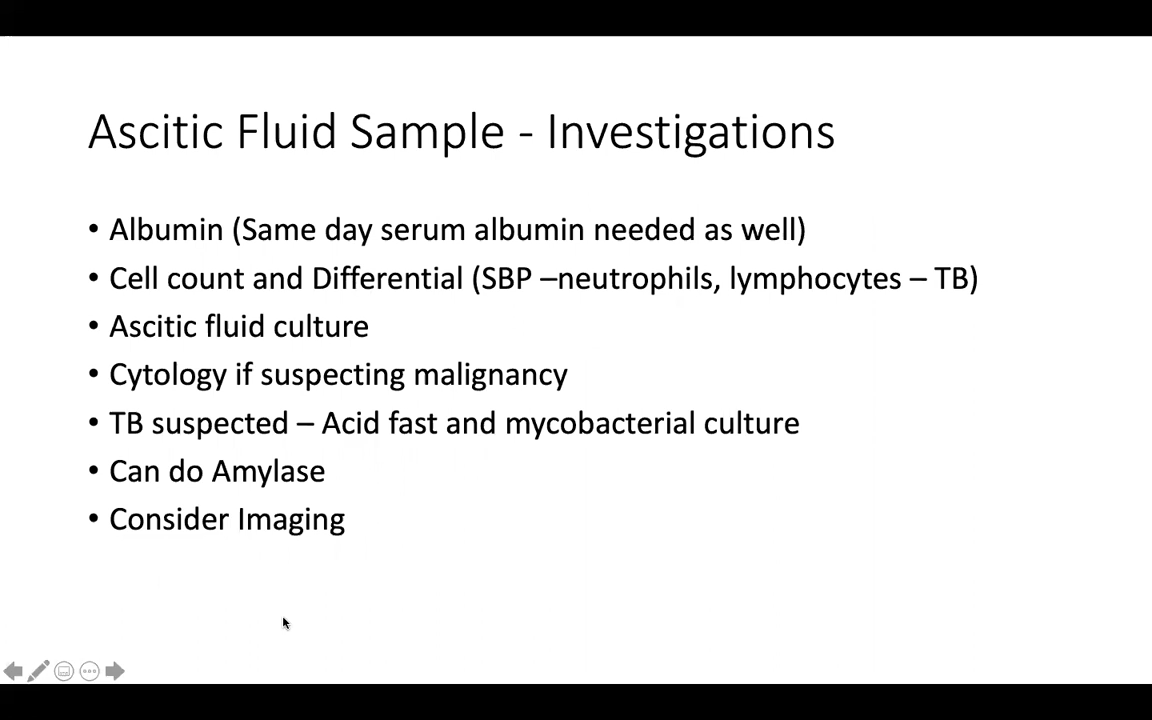 Ascitic Fluid Sample - Investigations
• Albumin (Same day serum albumin needed as well)
• Cell count and Differential (SBP –neutrophils, lymphocytes – TB)
• Ascitic fluid culture
• Cytology if suspecting malignancy
• TB suspected – Acid fast and mycobacterial culture
• Can do Amylase
• Consider Imaging